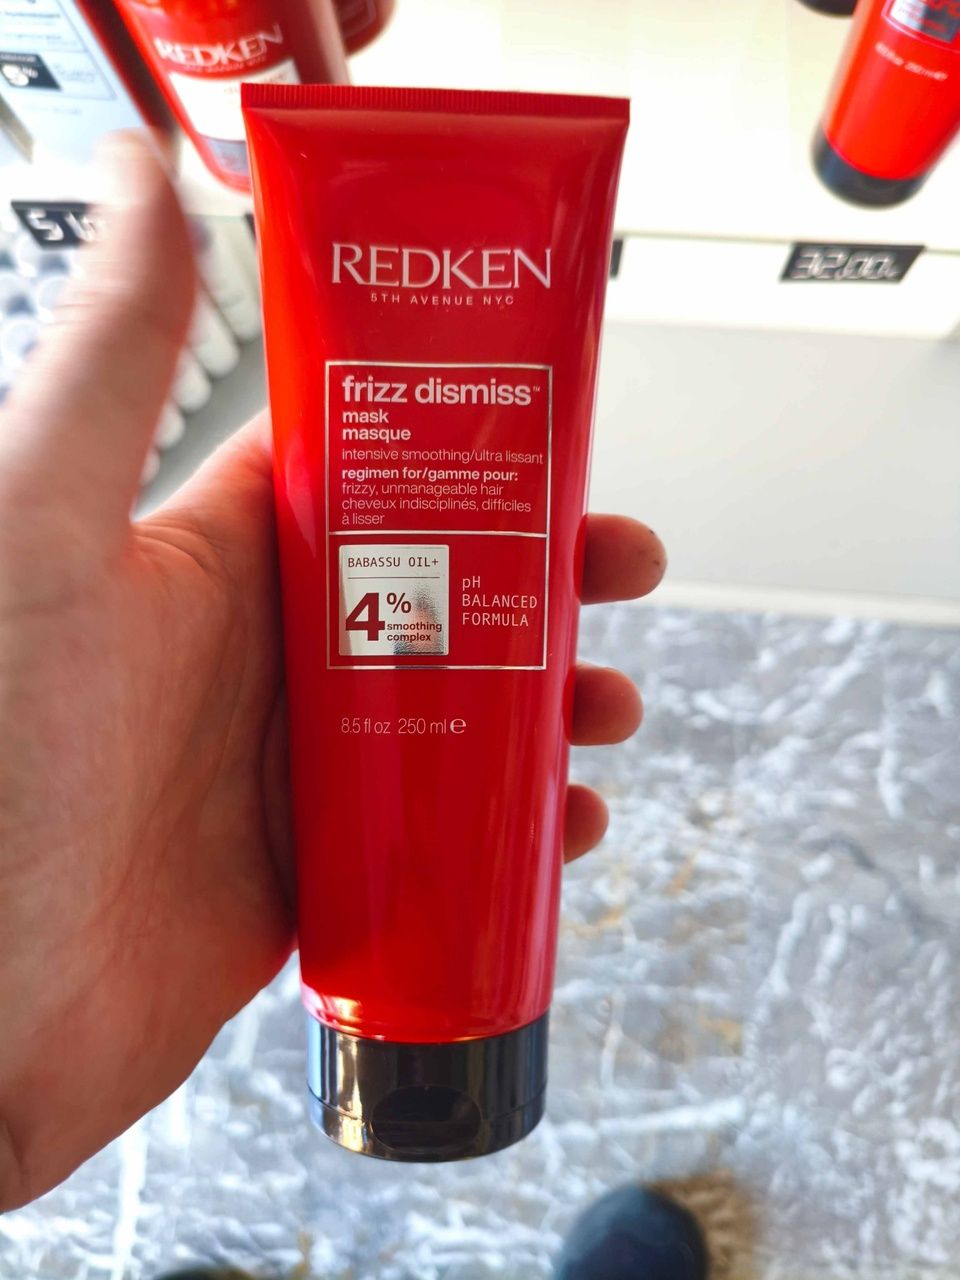 REDKEN
REDKEN
5TH AVENUE NYC
frizz dismiss™
mask
masque
intensive smoothing/ultra lissant
regimen for/gamme pour:
frizzy, unmanageable hair
cheveux indisciplinés, difficiles
à lisser
BABASSU OIL+
4%
smoothing
complex
pH
BALANCED
FORMULA
8.5 fl oz 250 ml ℮
32.00